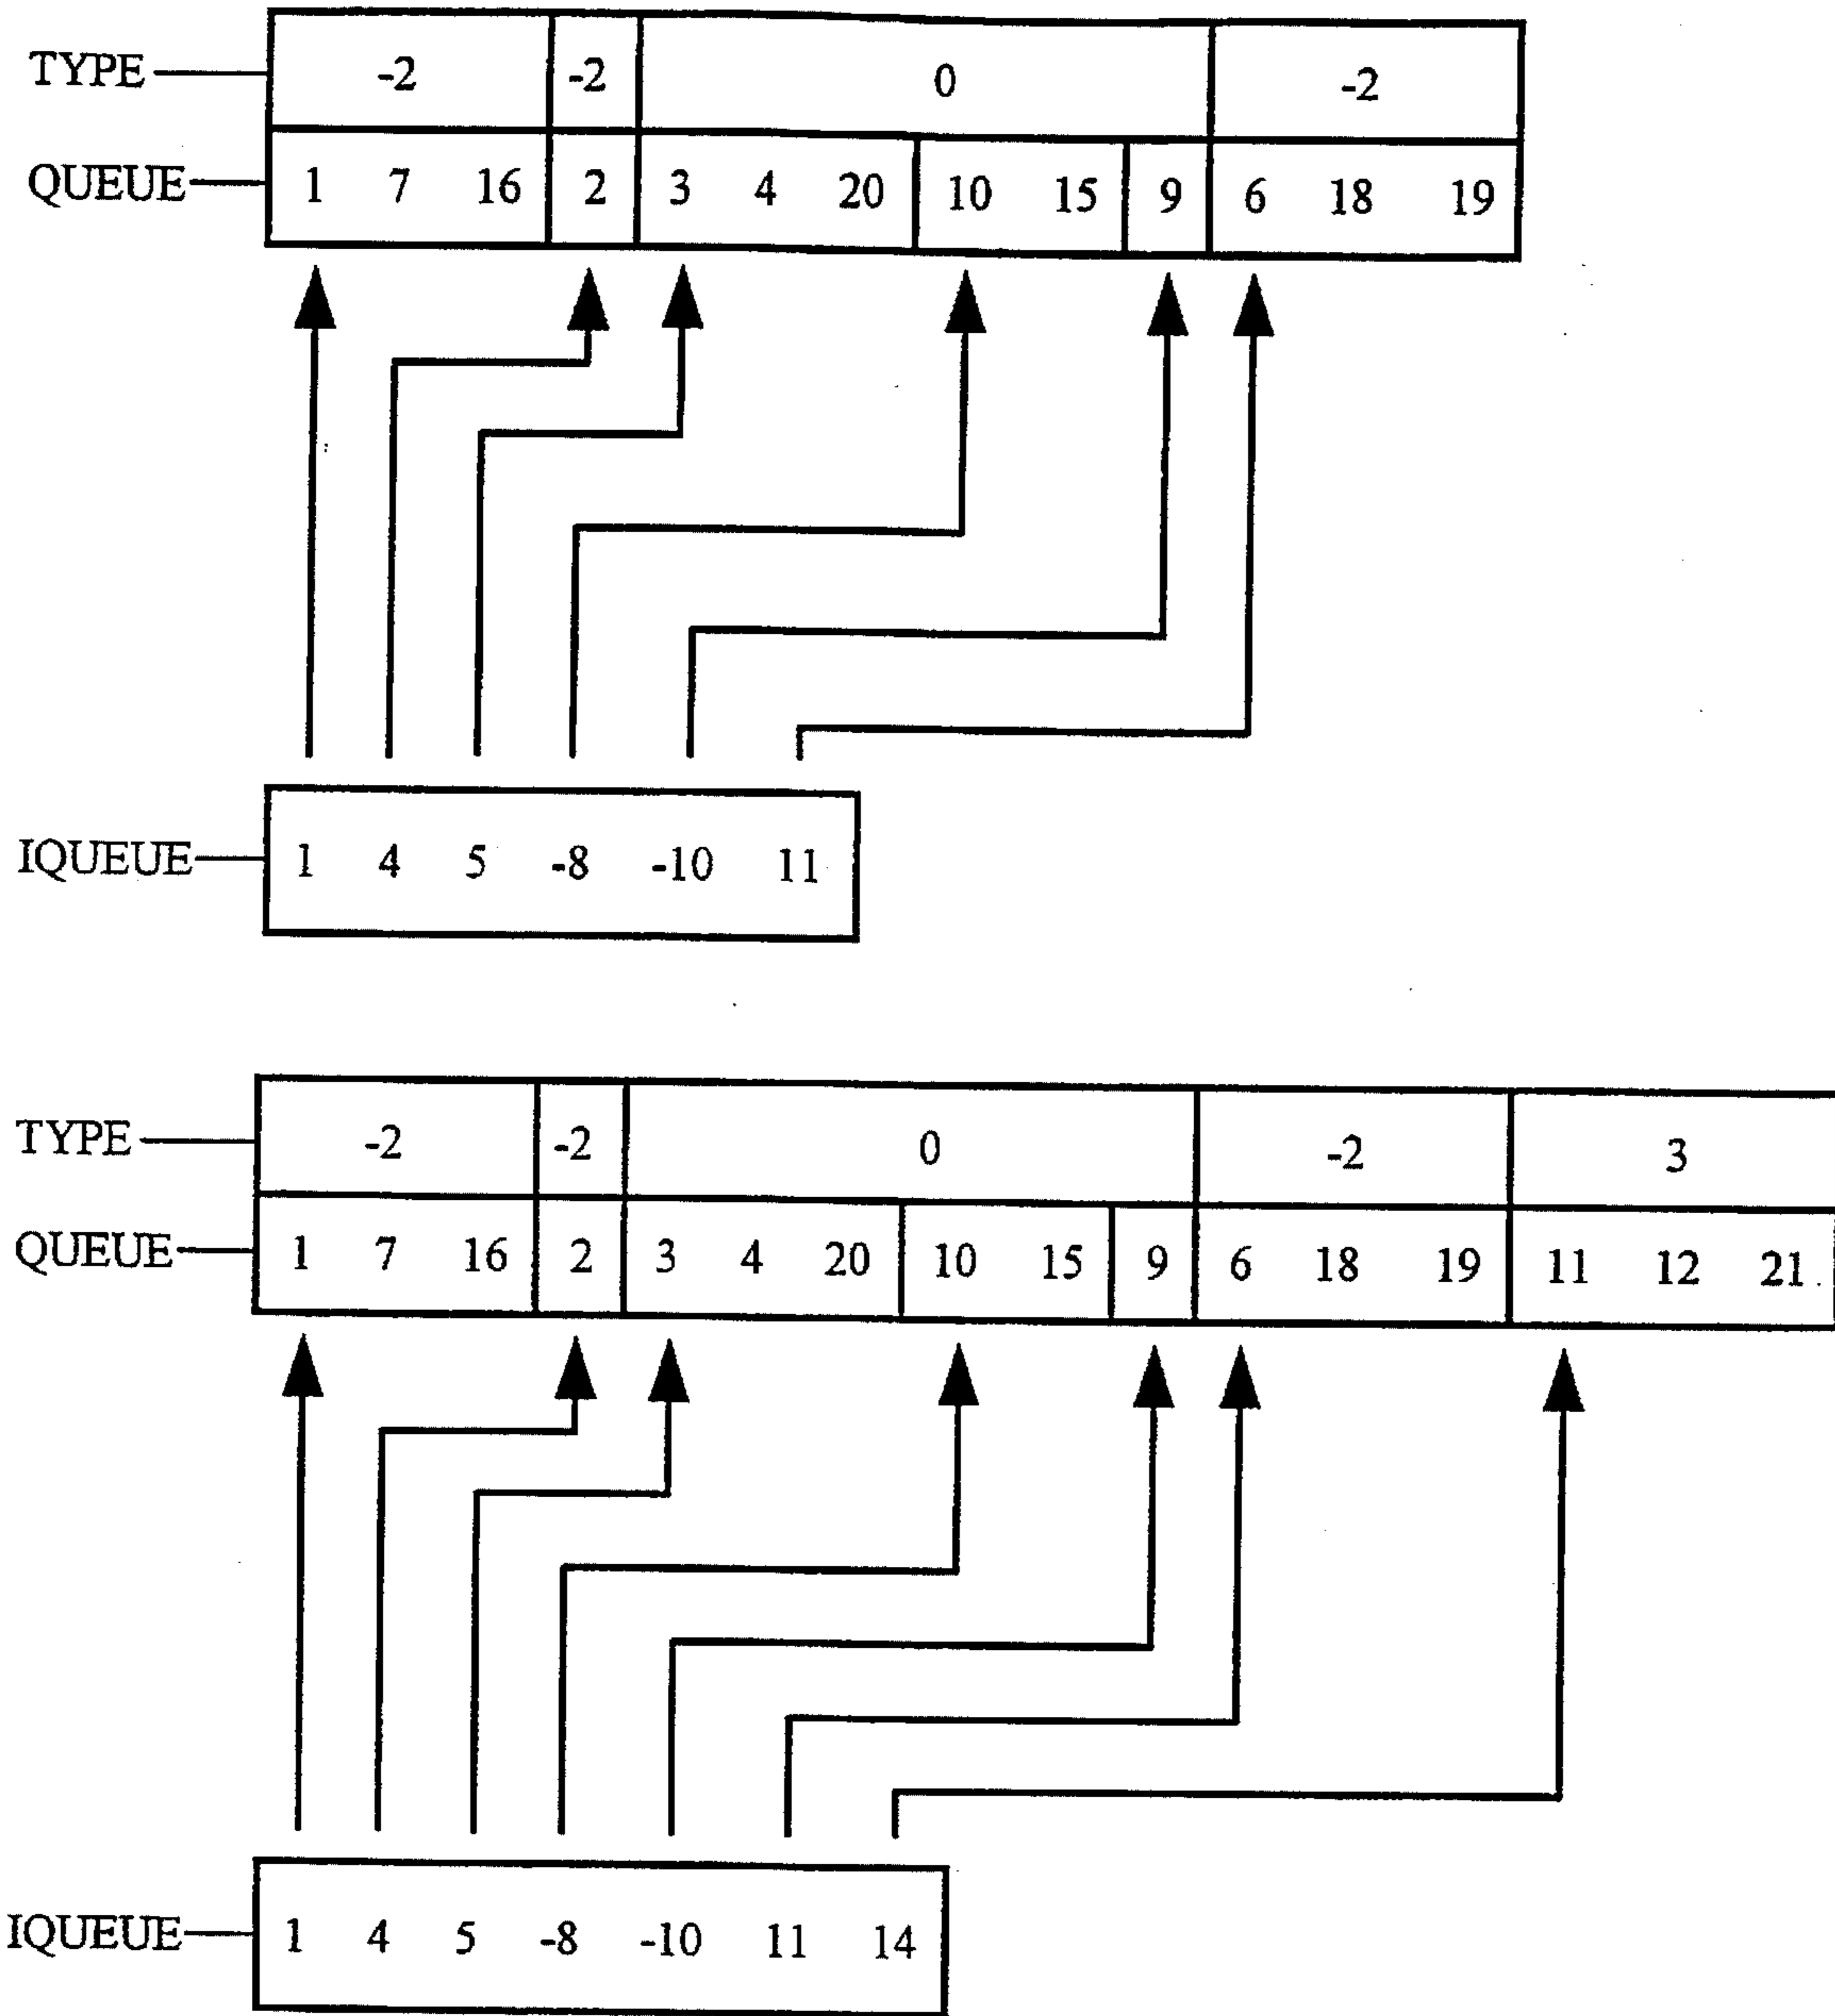 TYPE -2 -2 0 -2
QUEUE 1 7 16 2 3 4 20 10 15 9 6 18 19
IQUEUE 1 4 5 -8 -10 11
TYPE -2 -2 0 -2 3
QUEUE 1 7 16 2 3 4 20 10 15 9 6 18 19 11 12 21
IQUEUE 1 4 5 -8 -10 11 14